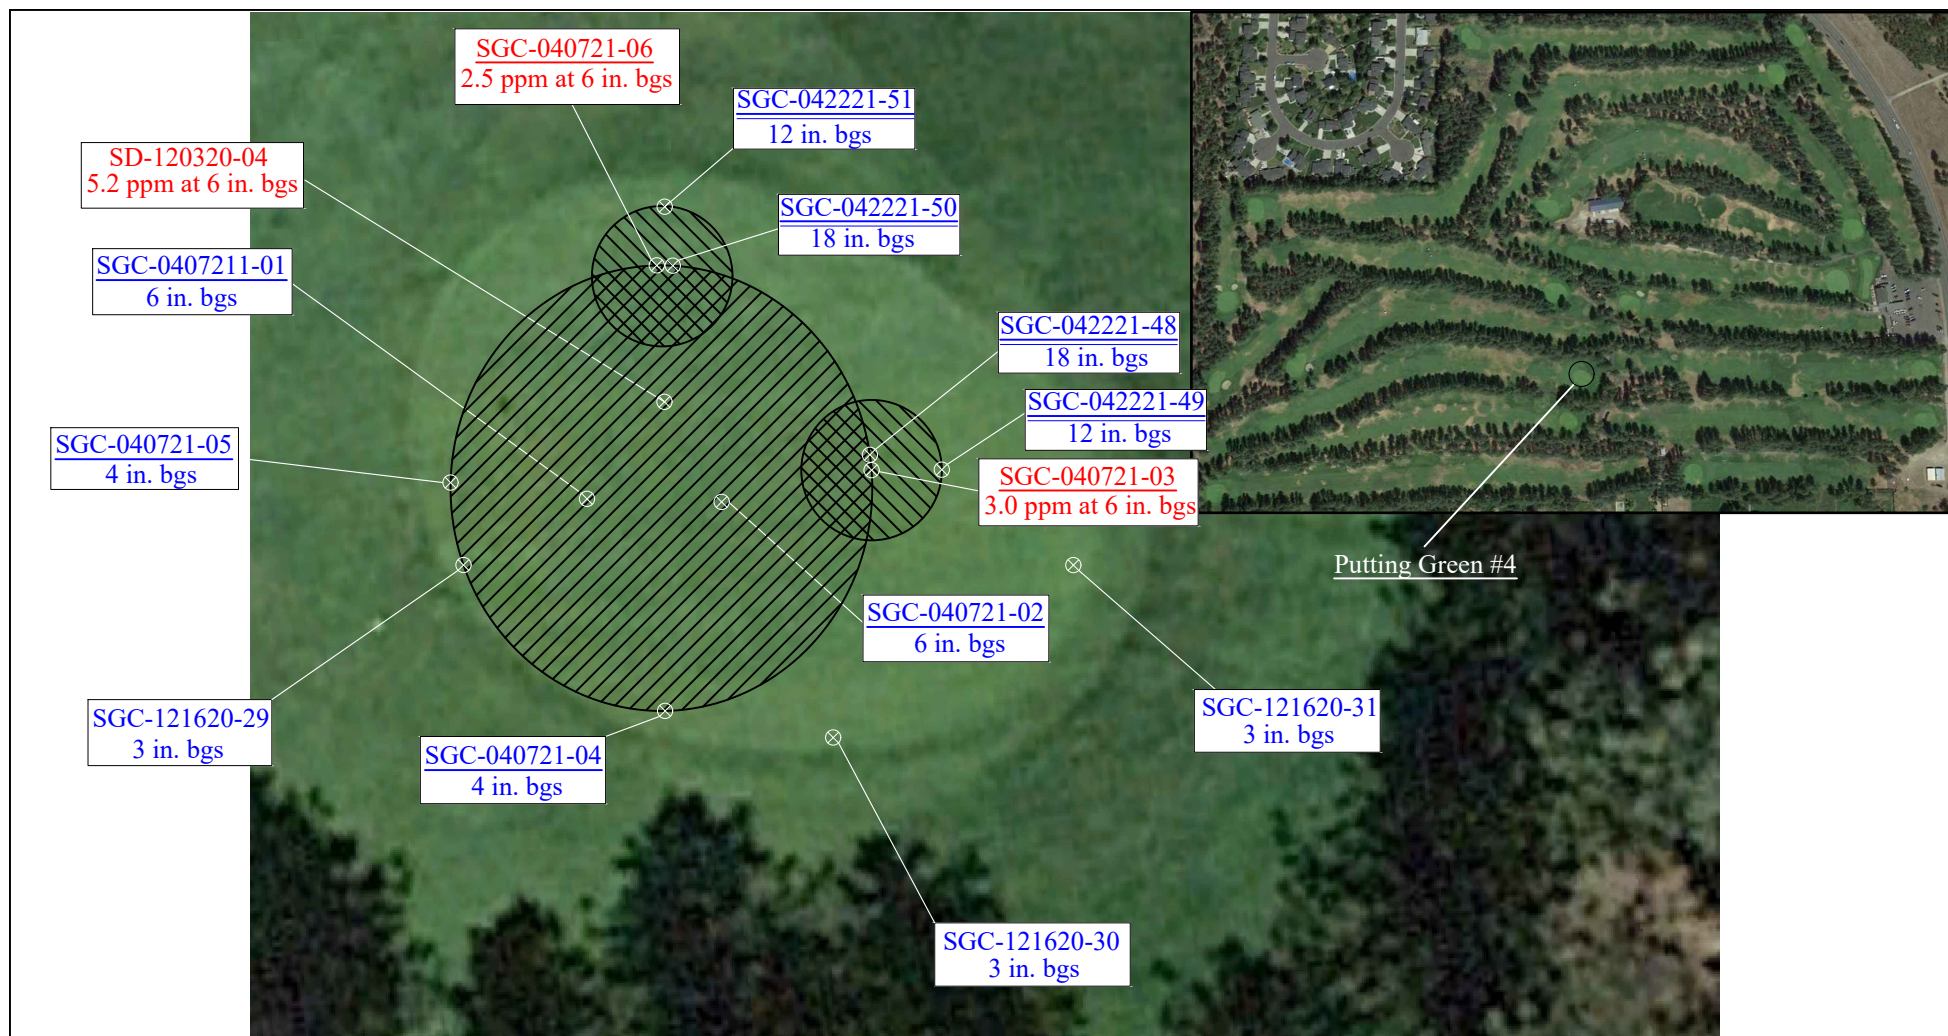 SGC-040721-06
2.5 ppm at 6 in. bgs
SGC-042221-51
12 in. bgs
SD-120320-04
5.2 ppm at 6 in. bgs
SGC-042221-50
18 in. bgs
SGC-0407211-01
6 in. bgs
SGC-042221-48
18 in. bgs
SGC-042221-49
12 in. bgs
SGC-040721-05
4 in. bgs
SGC-040721-03
3.0 ppm at 6 in. bgs
Putting Green #4
SGC-040721-02
6 in. bgs
SGC-121620-29
3 in. bgs
SGC-121620-31
3 in. bgs
SGC-040721-04
4 in. bgs
SGC-121620-30
3 in. bgs